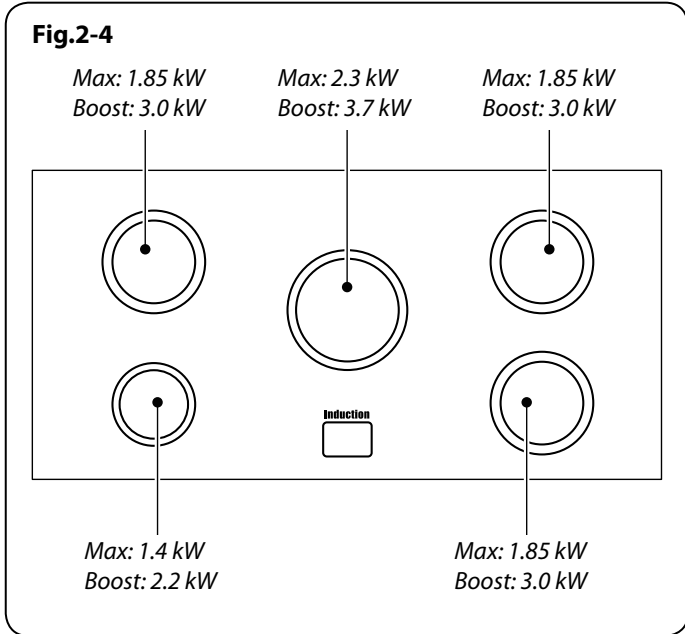 Fig.2-4
Max: 1.85 kW
Boost: 3.0 kW
Max: 2.3 kW
Boost: 3.7 kW
Max: 1.85 kW
Boost: 3.0 kW
Induction
Max: 1.4 kW
Boost: 2.2 kW
Max: 1.85 kW
Boost: 3.0 kW